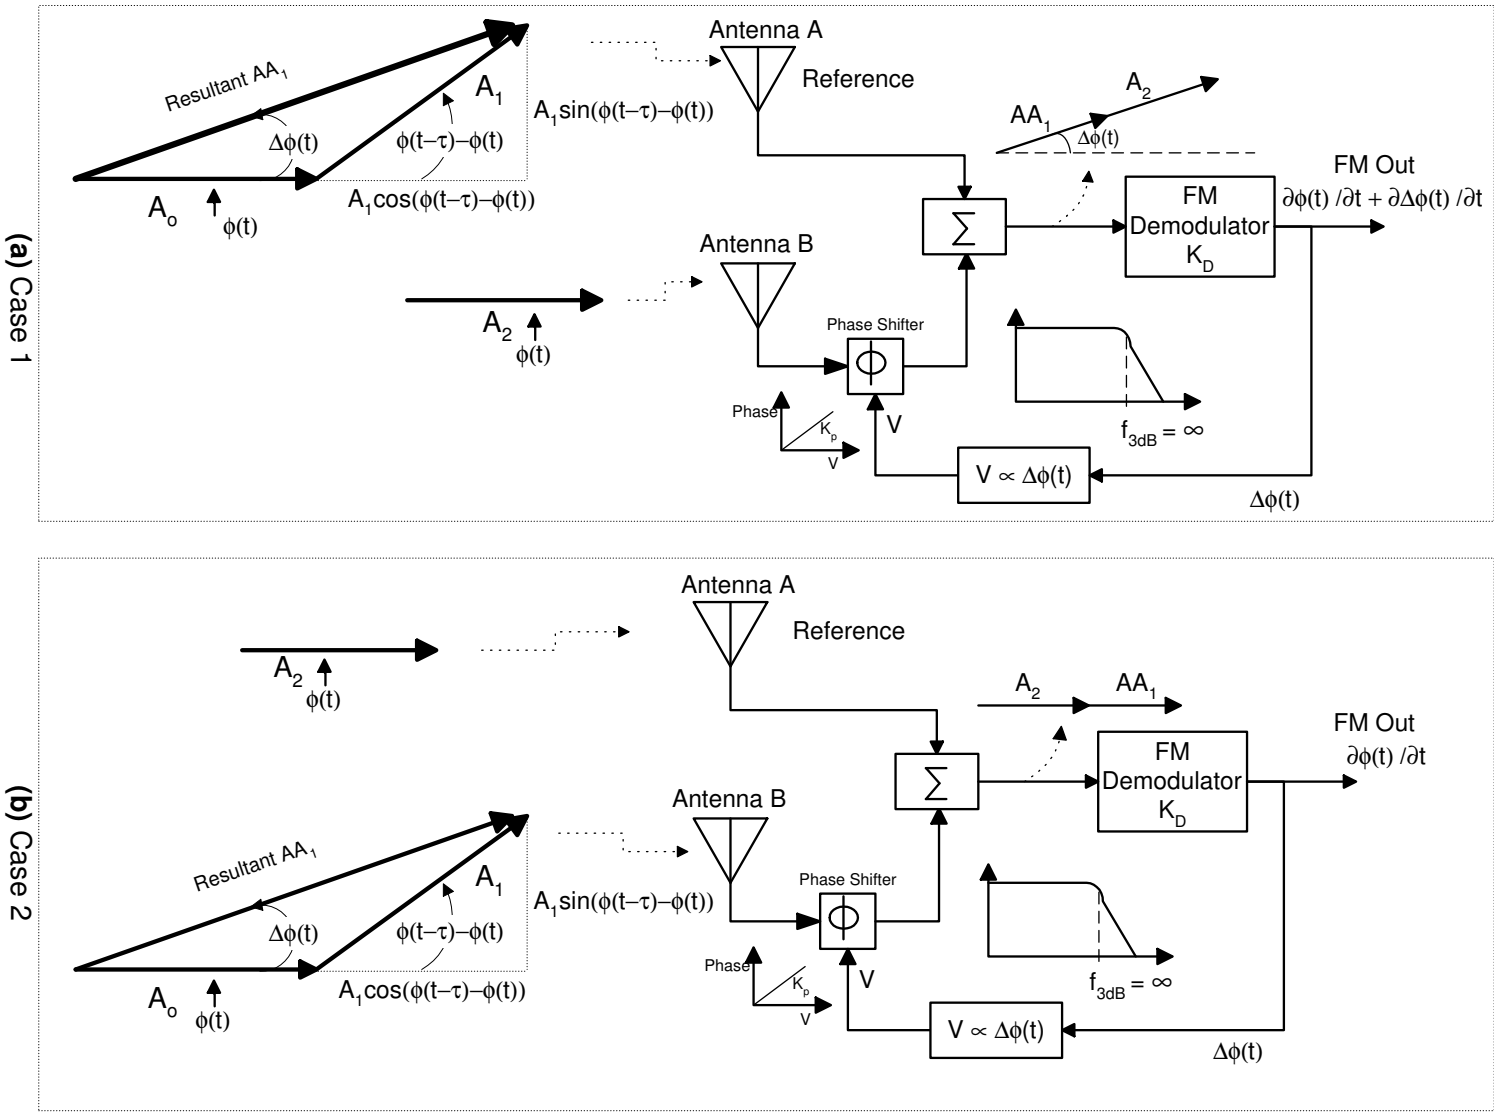 (a) Case 1
Resultant AA₁
A₁
Δϕ(t)
ϕ(t−τ)−ϕ(t)
A₁sin(ϕ(t−τ)−ϕ(t))
A₁cos(ϕ(t−τ)−ϕ(t))
Aₒ
ϕ(t)
A₂
ϕ(t)
Antenna A
Reference
Antenna B
Phase Shifter
Φ
Phase
Kₚ
V
V
Σ
AA₁
A₂
Δϕ(t)
FM
Demodulator
K_D
FM Out
∂ϕ(t) /∂t + ∂Δϕ(t) /∂t
f₃dB = ∞
V ∝ Δϕ(t)
Δϕ(t)
(b) Case 2
A₂
ϕ(t)
Resultant AA₁
A₁
Δϕ(t)
ϕ(t−τ)−ϕ(t)
A₁sin(ϕ(t−τ)−ϕ(t))
A₁cos(ϕ(t−τ)−ϕ(t))
Aₒ
ϕ(t)
Antenna A
Reference
Antenna B
Phase Shifter
Φ
Phase
Kₚ
V
V
Σ
A₂
AA₁
FM
Demodulator
K_D
FM Out
∂ϕ(t) /∂t
f₃dB = ∞
V ∝ Δϕ(t)
Δϕ(t)